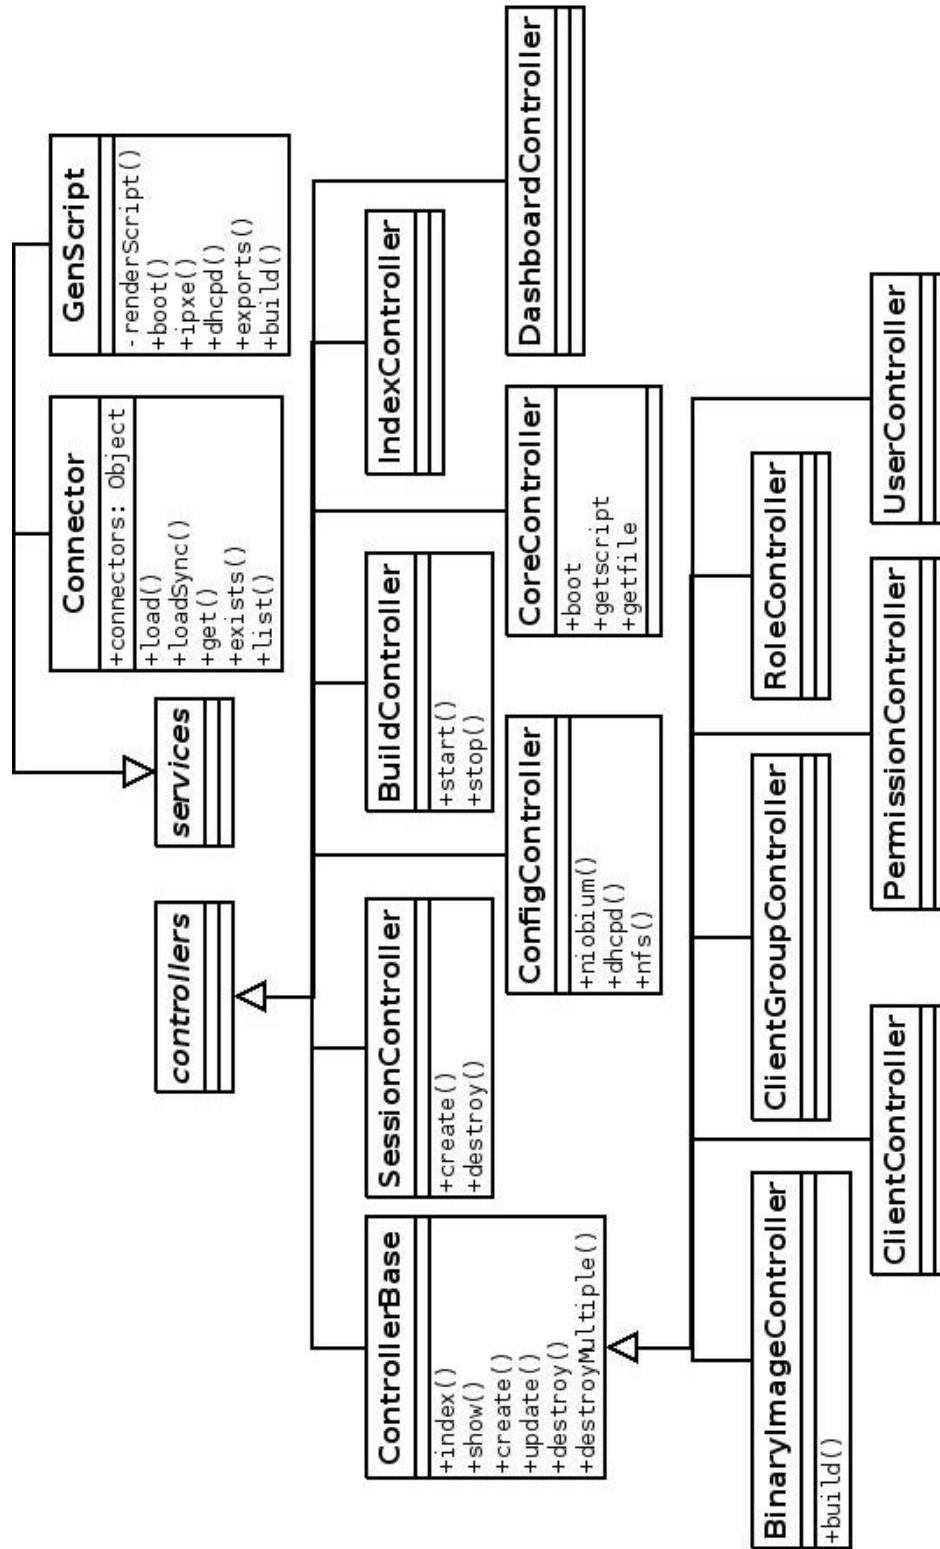 controllers
services
Connector
+connectors: Object
+load()
+loadSync()
+get()
+exists()
+list()
GenScript
-renderScript()
+boot()
+ipxe()
+dhcpd()
+exports()
+build()
ControllerBase
+index()
+show()
+create()
+update()
+destroy()
+destroyMultiple()
SessionController
+create()
+destroy()
BuildController
+start()
+stop()
IndexController
ConfigController
+niobium()
+dhcpd()
+nfs()
CoreController
+boot
+getscript
+getfile
DashboardController
BinaryImageController
+build()
ClientGroupController
RoleController
ClientController
PermissionController
UserController